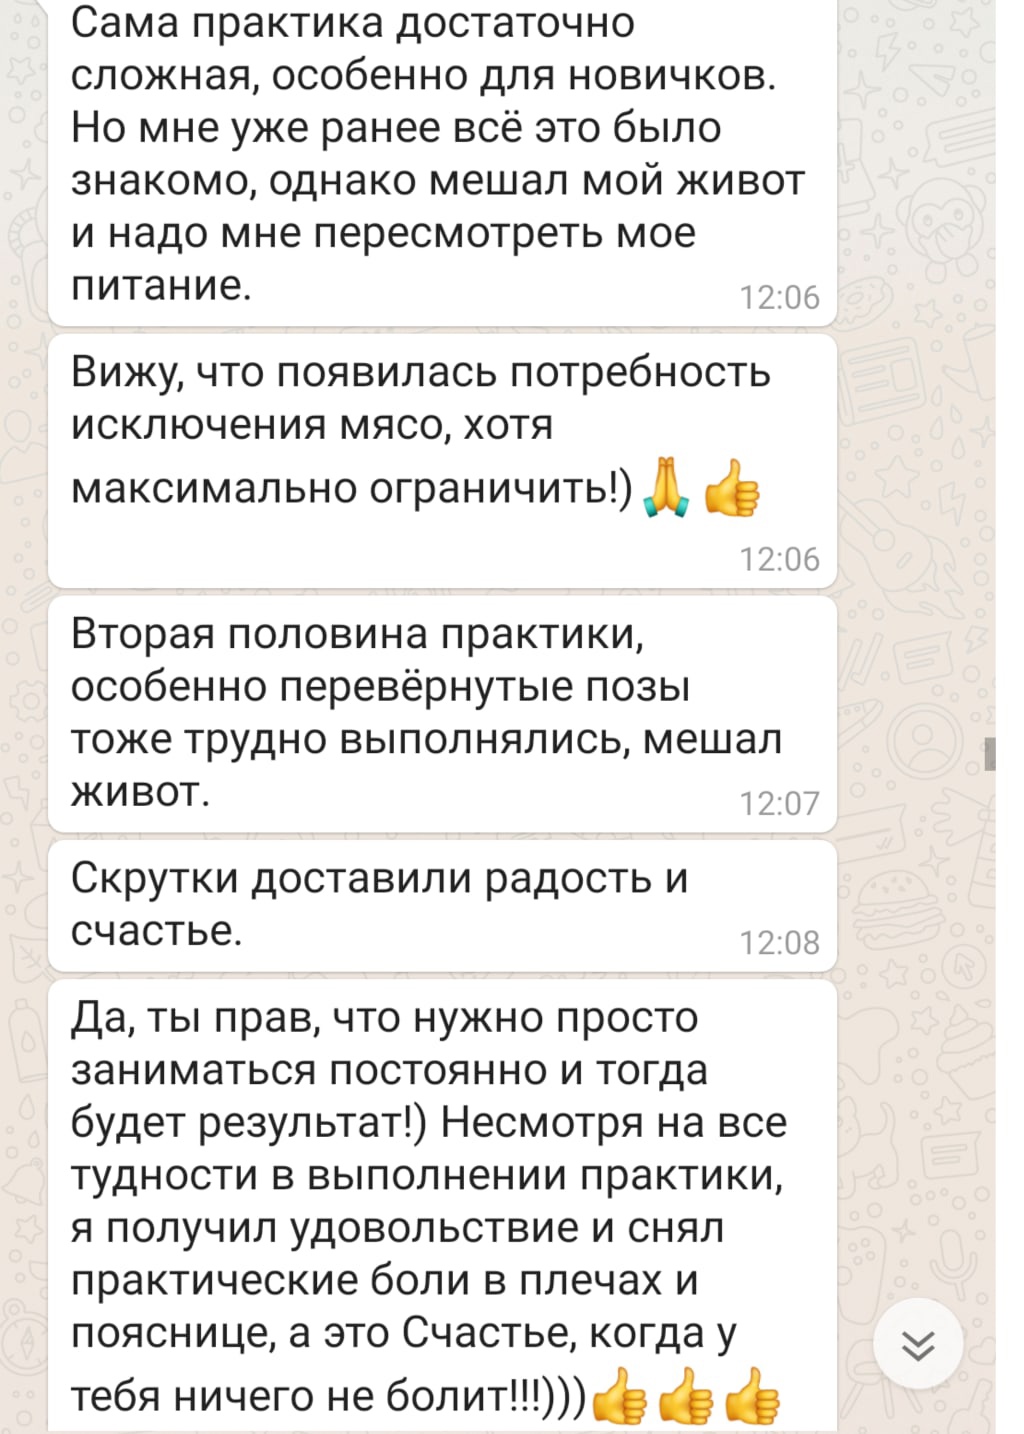 Сама практика достаточно
сложная, особенно для новичков.
Но мне уже ранее всё это было
знакомо, однако мешал мой живот
и надо мне пересмотреть мое
питание.
12:06
Вижу, что появилась потребность
исключения мясо, хотя
максимально ограничить!)🙏👍
12:06
Вторая половина практики,
особенно перевёрнутые позы
тоже трудно выполнялись, мешал
живот.
12:07
Скрутки доставили радость и
счастье.
12:08
Да, ты прав, что нужно просто
заниматься постоянно и тогда
будет результат!) Несмотря на все
тудности в выполнении практики,
я получил удовольствие и снял
практические боли в плечах и
пояснице, а это Счастье, когда у
тебя ничего не болит!!!)))👍👍👍